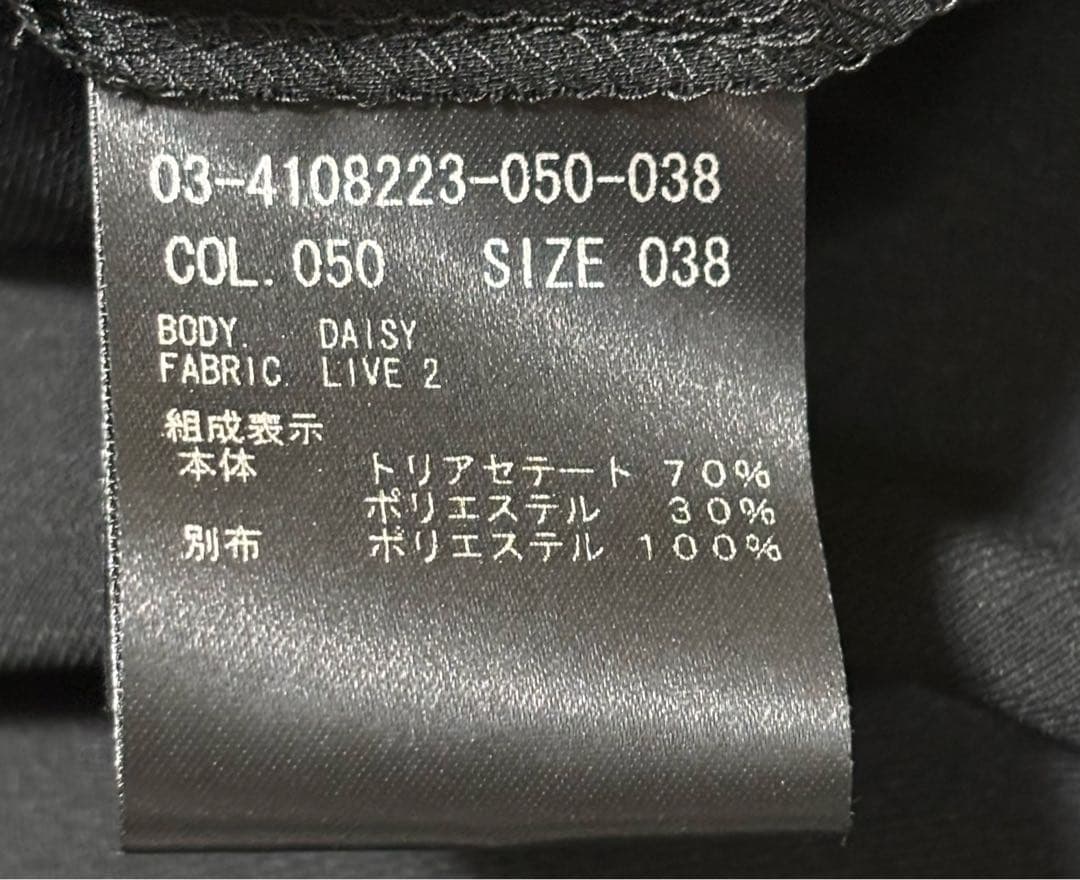 03-4108223-050-038
COL. 050 SIZE 038
BODY. DAISY
FABRIC. LIVE 2
組成表示
本体 トリアセテート 70%
ポリエステル 30%
別布 ポリエステル 100%